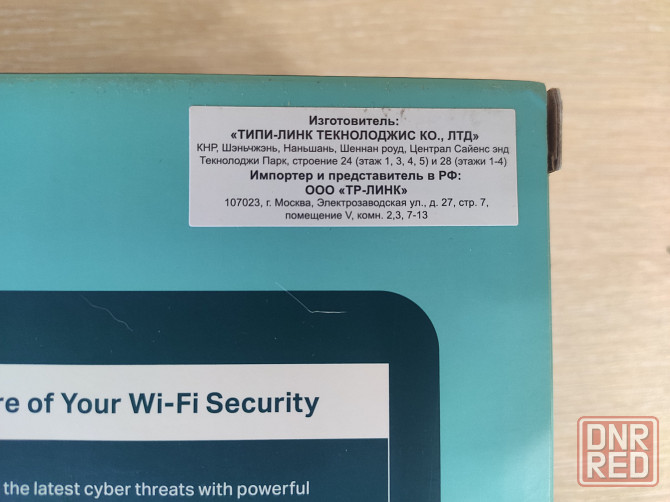 Изготовитель:
«ТИПИ-ЛИНК ТЕКНОЛОДЖИС КО., ЛТД»
КНР, Шэньчжэнь, Наньшань, Шеннан роуд, Централ Сайенс энд
Текнолоджи Парк, строение 24 (этаж 1, 3, 4, 5) и 28 (этажи 1-4)
Импортер и представитель в РФ:
ООО «ТР-ЛИНК»
107023, г. Москва, Электрозаводская ул., д. 27, стр. 7,
помещение V, комн. 2,3, 7-13
re of Your Wi-Fi Security
the latest cyber threats with powerful
DNR
RED